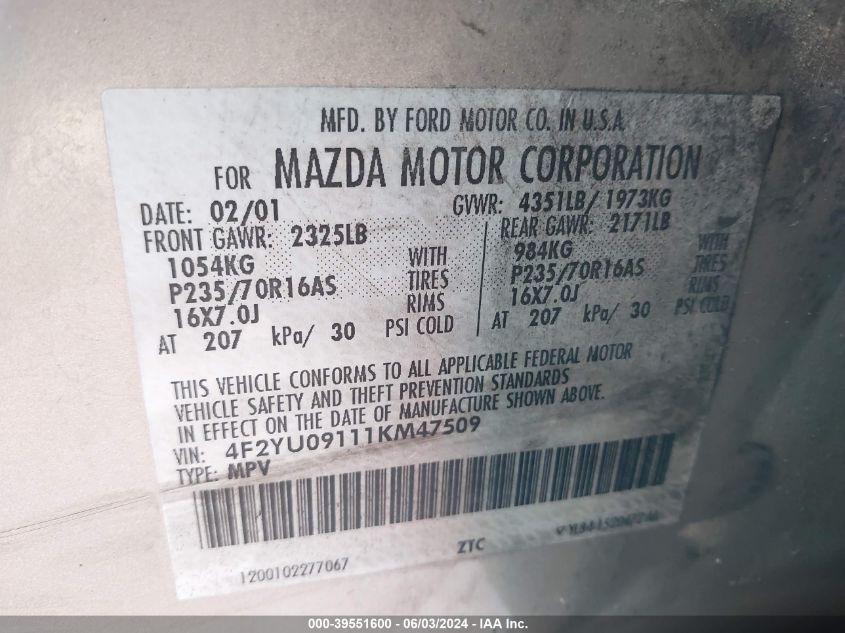 MFD. BY FORD MOTOR CO. IN U.S.A.
FOR MAZDA MOTOR CORPORATION
DATE: 02/01 GVWR: 4351LB/ 1973KG
FRONT GAWR: 2325LB
1054KG WITH
P235/70R16AS TIRES
16X7.0J RIMS
AT 207 kPa/ 30 PSI COLD
REAR GAWR: 2171LB
984KG WITH
P235/70R16AS TIRES
16X7.0J RIMS
AT 207 kPa/ 30 PSI COLD
THIS VEHICLE CONFORMS TO ALL APPLICABLE FEDERAL MOTOR
VEHICLE SAFETY AND THEFT PREVENTION STANDARDS
IN EFFECT ON THE DATE OF MANUFACTURE SHOWN ABOVE.
VIN: 4F2YU09111KM47509
TYPE: MPV
ZTC
1200102277067
000-39551600 - 06/03/2024 - IAAI.com